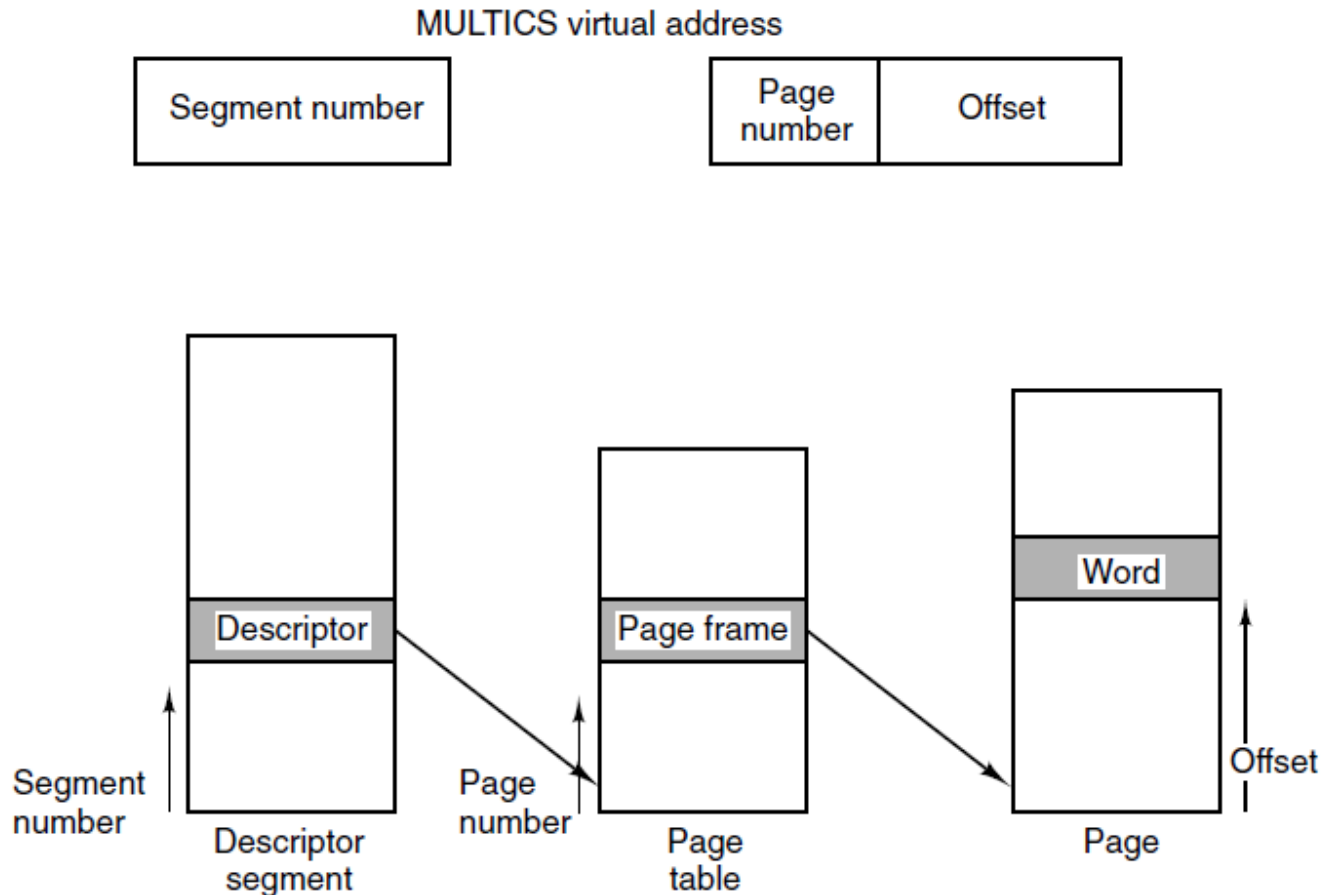 MULTICS virtual address
Segment number
Page
number
Offset
Descriptor
Page frame
Word
Segment
number
Page
number
Offset
Descriptor
segment
Page
table
Page